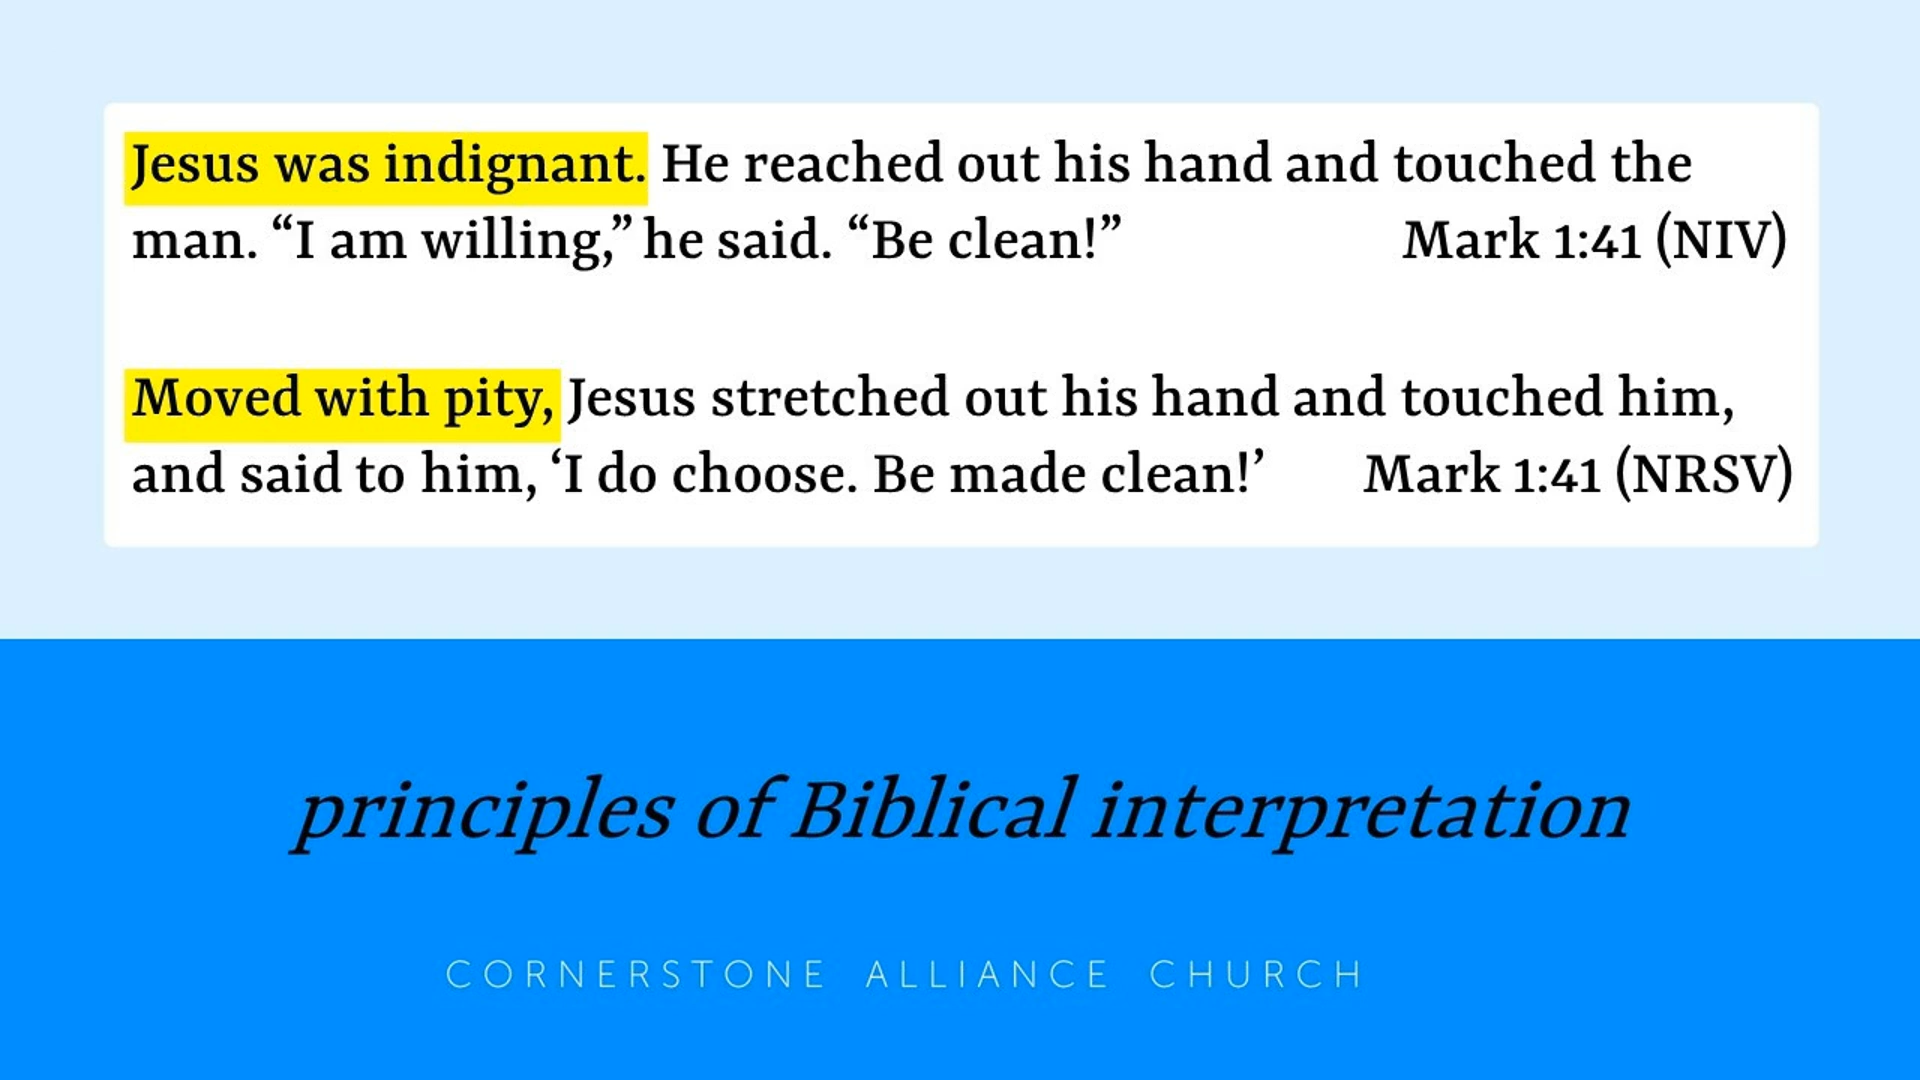 Jesus was indignant. He reached out his hand and touched the
man. “I am willing,” he said. “Be clean!” Mark 1:41 (NIV)
Moved with pity, Jesus stretched out his hand and touched him,
and said to him, ‘I do choose. Be made clean!’ Mark 1:41 (NRSV)
principles of Biblical interpretation
CORNERSTONE ALLIANCE CHURCH